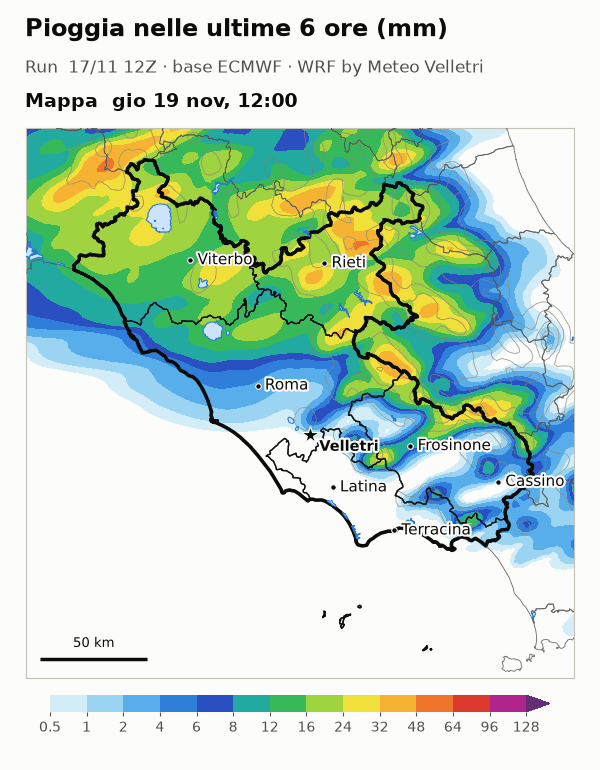 Pioggia nelle ultime 6 ore (mm)
Run  17/11 12Z · base ECMWF · WRF by Meteo Velletri
Mappa  gio 19 nov, 12:00
Viterbo
Rieti
Roma
Velletri
Frosinone
Cassino
Latina
Terracina
50 km
0.5 1 2 4 6 8 12 16 24 32 48 64 96 128